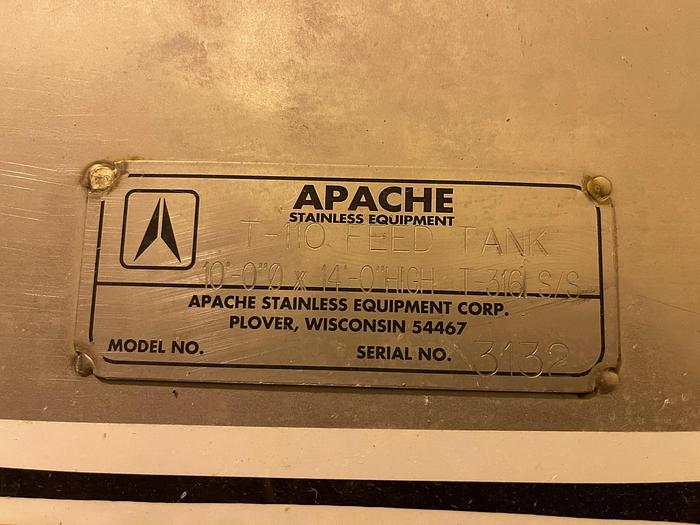 APACHE
STAINLESS EQUIPMENT
T-110 FEED TANK
10'-0"Ø x 14'-0"HIGH T-316L S/S
APACHE STAINLESS EQUIPMENT CORP.
PLOVER, WISCONSIN 54467
MODEL NO. SERIAL NO. 3132